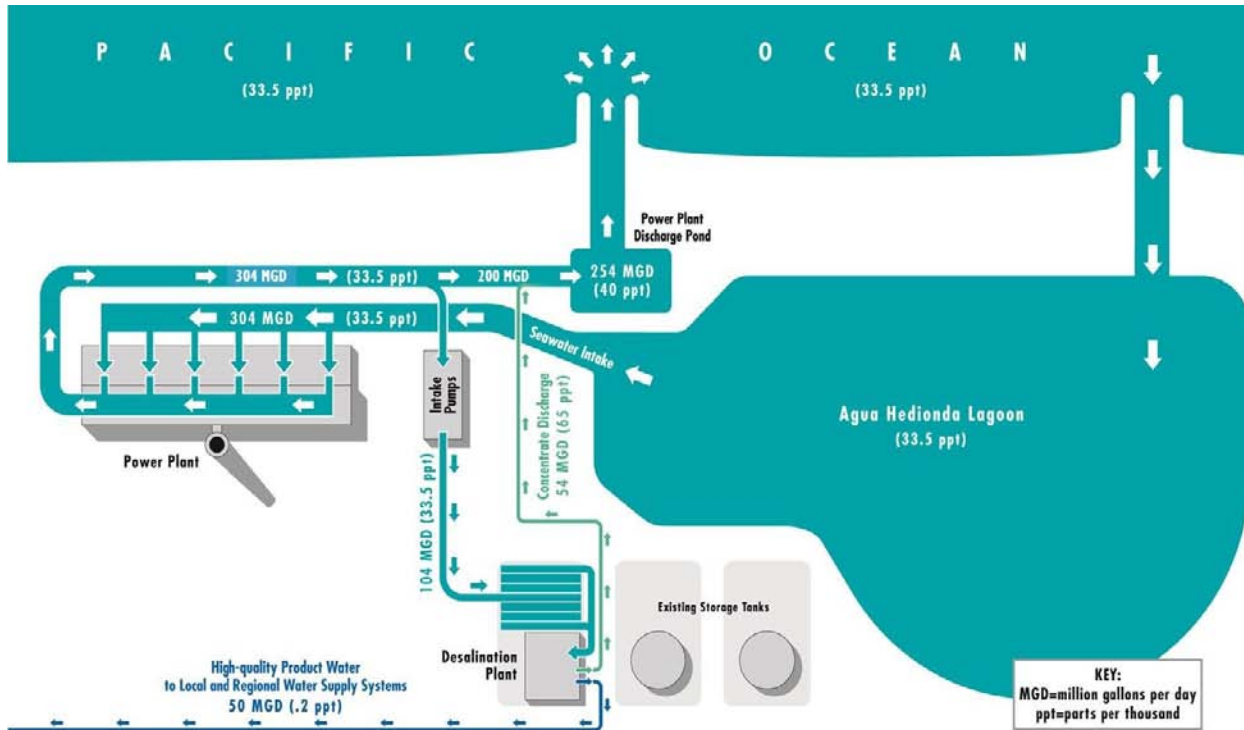 PACIFIC OCEAN
(33.5 ppt)
(33.5 ppt)
Power Plant
Discharge Pond
304 MGD (33.5 ppt) 200 MGD
254 MGD
(40 ppt)
304 MGD (33.5 ppt)
Seawater Intake
Intake
Pumps
Concentrate Discharge
54 MGD (65 ppt)
Agua Hedionda Lagoon
(33.5 ppt)
Power Plant
104 MGD (33.5 ppt)
Existing Storage Tanks
Desalination
Plant
High-quality Product Water
to Local and Regional Water Supply Systems
50 MGD (.2 ppt)
KEY:
MGD=million gallons per day
ppt=parts per thousand